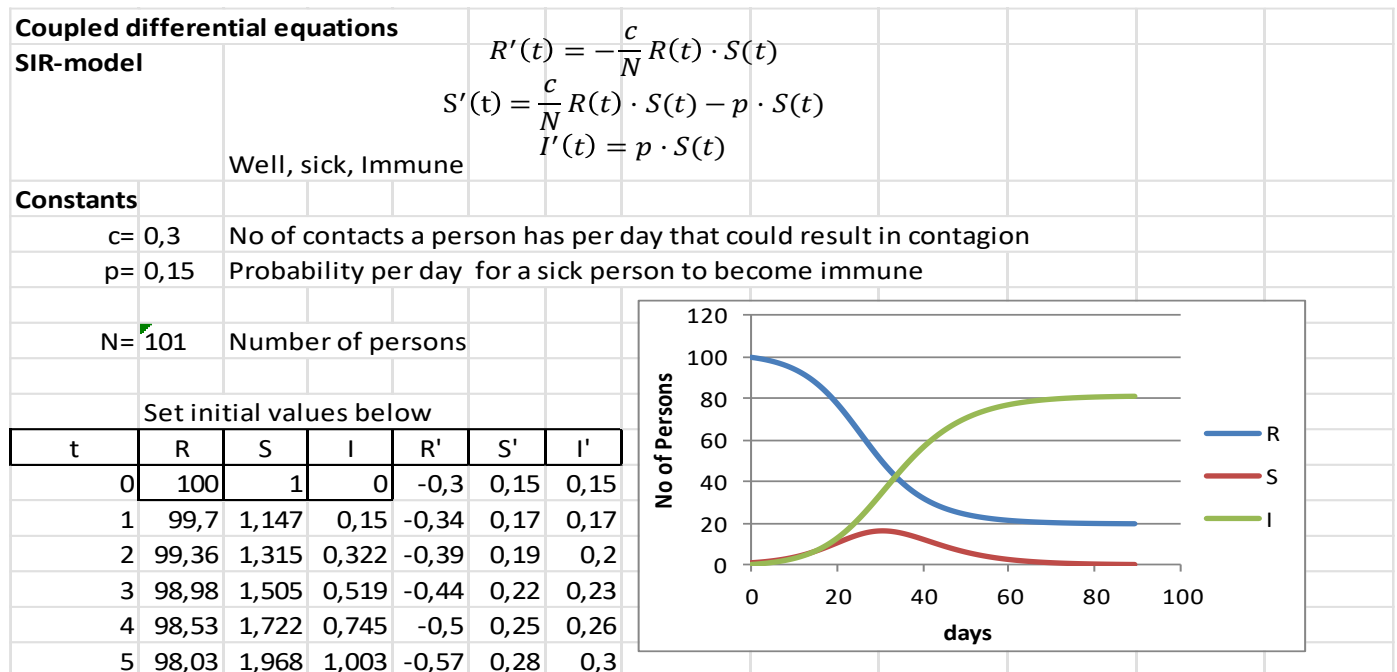 Coupled differential equations
SIR-model
R′(t) = −c/N R(t) · S(t)
S′(t) = c/N R(t) · S(t) − p · S(t)
I′(t) = p · S(t)
Well, sick, Immune
Constants
c= 0,3 No of contacts a person has per day that could result in contagion
p= 0,15 Probability per day for a sick person to become immune
N= 101 Number of persons
Set initial values below
t R S I R' S' I'
0 100 1 0 -0,3 0,15 0,15
1 99,7 1,147 0,15 -0,34 0,17 0,17
2 99,36 1,315 0,322 -0,39 0,19 0,2
3 98,98 1,505 0,519 -0,44 0,22 0,23
4 98,53 1,722 0,745 -0,5 0,25 0,26
5 98,03 1,968 1,003 -0,57 0,28 0,3
No of Persons
120
100
80
60
40
20
0
0 20 40 60 80 100
days
R
S
I